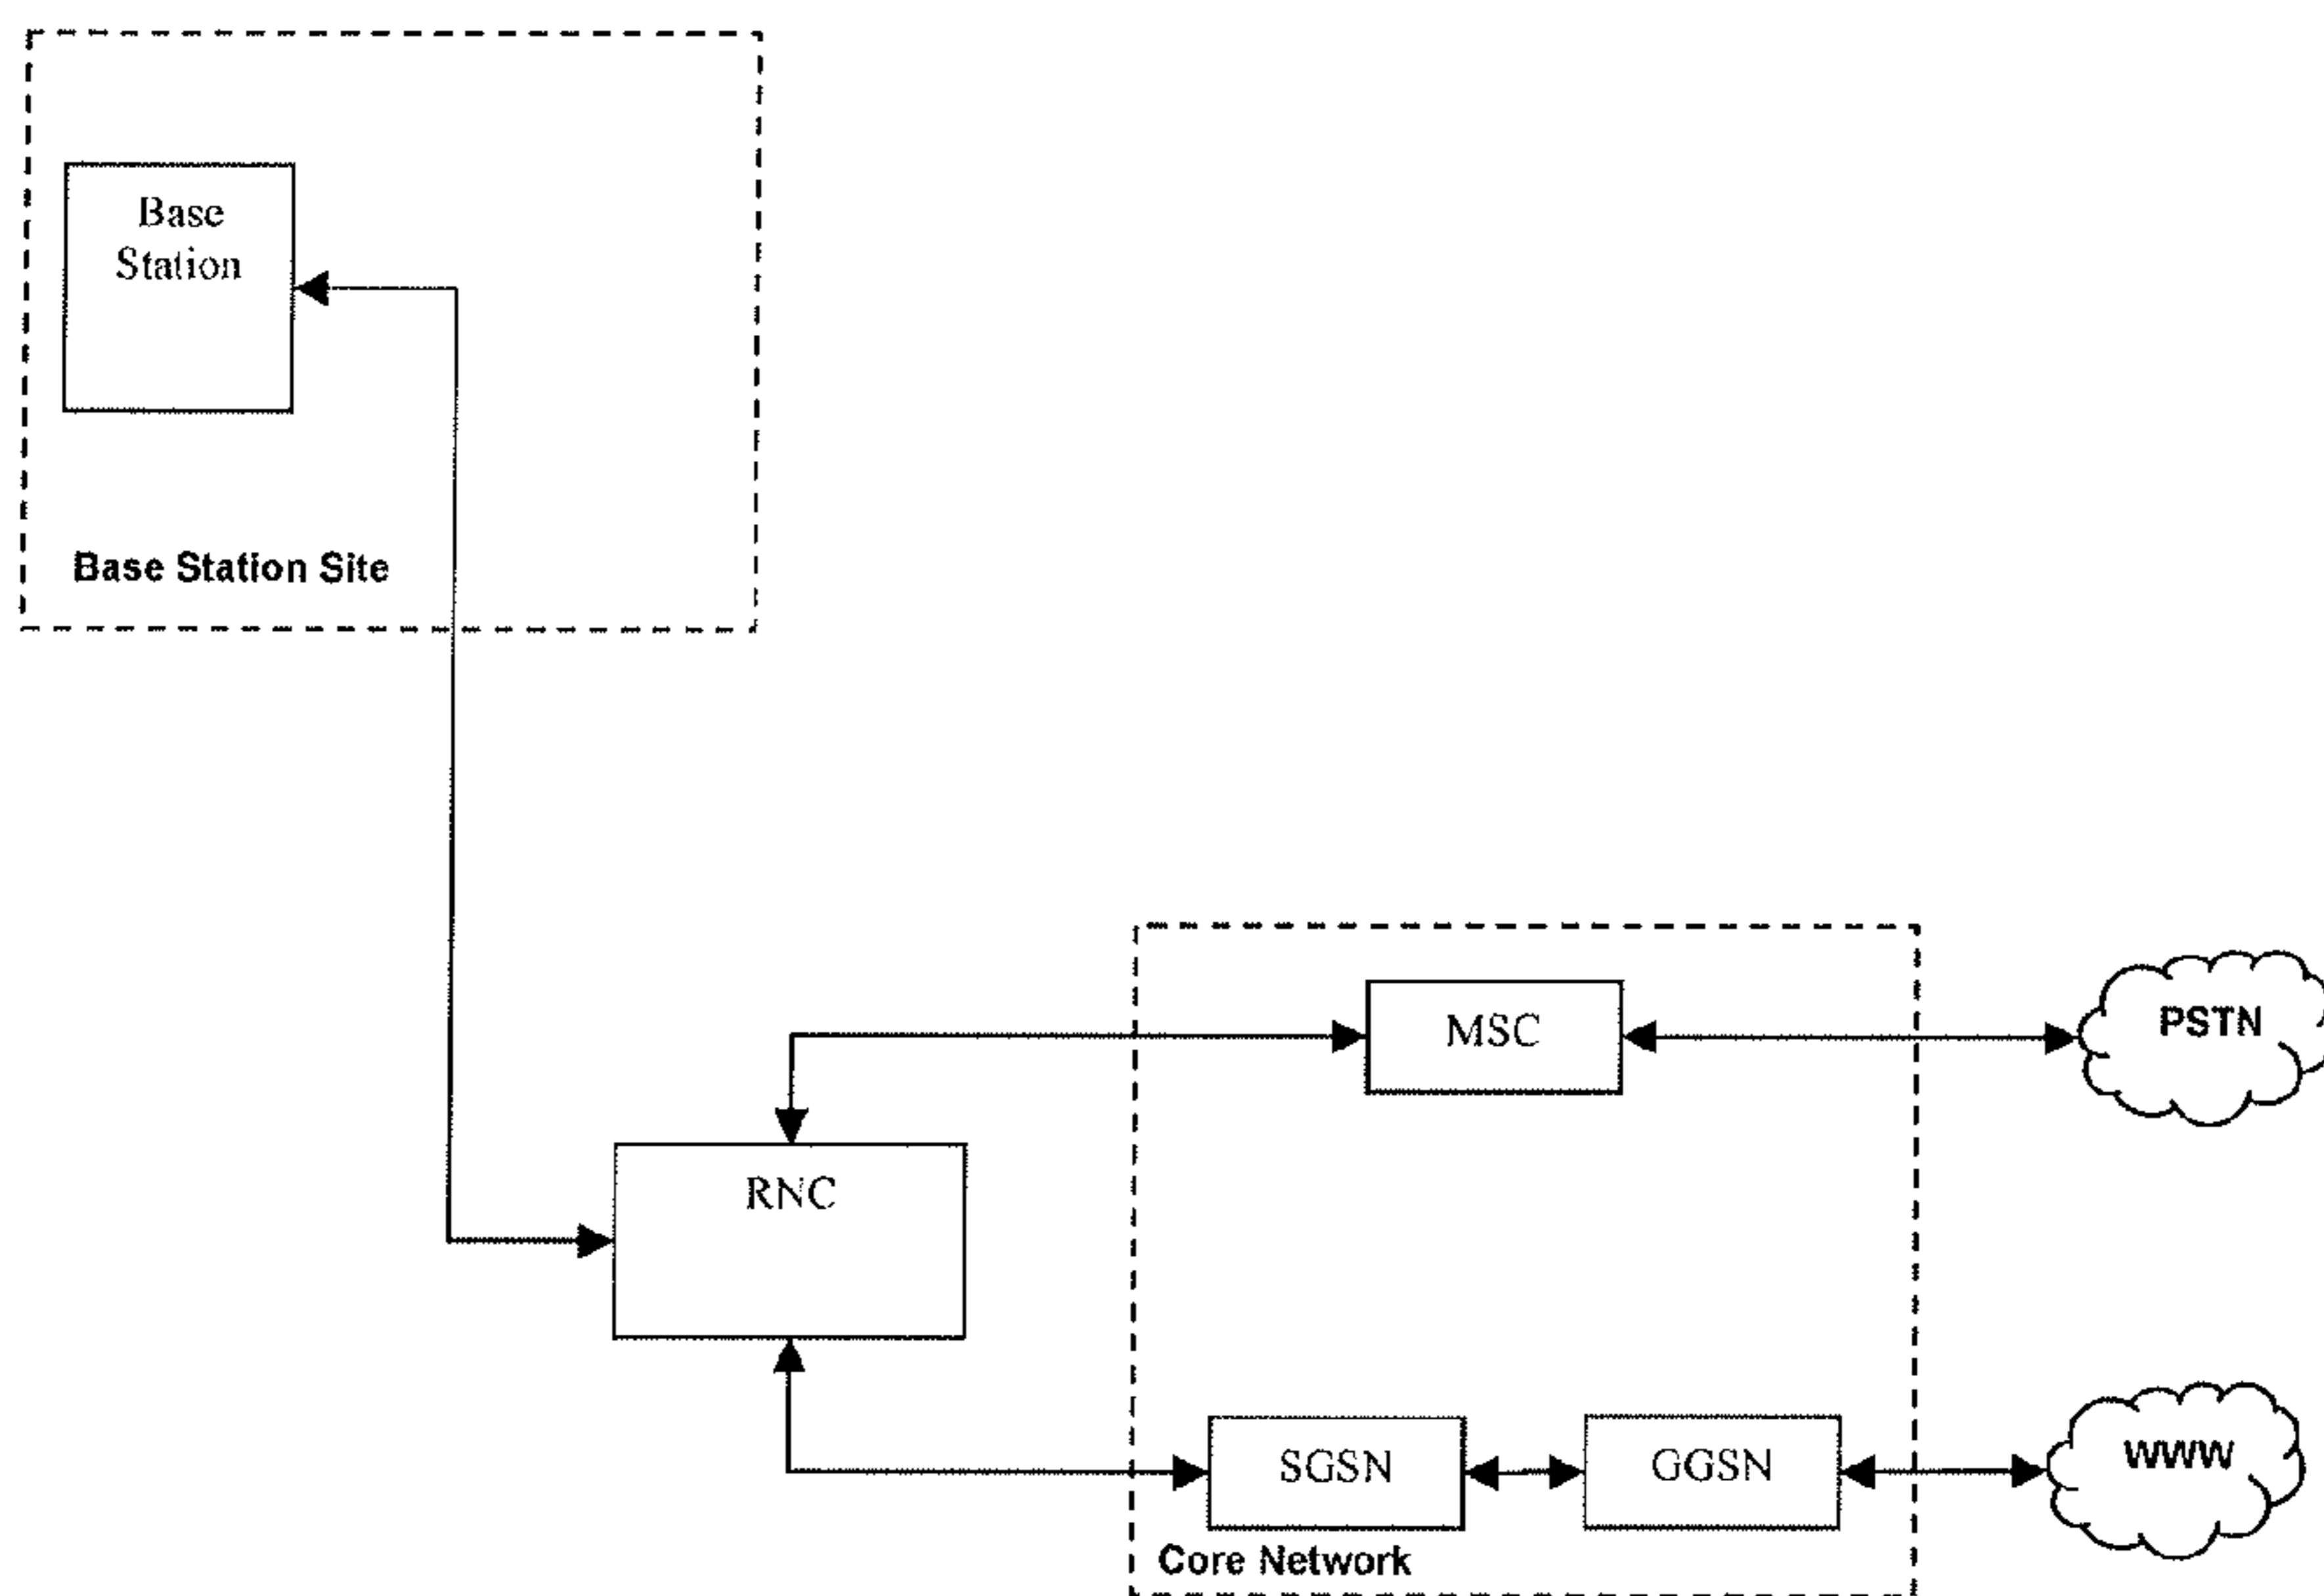 Base
Station
Base Station Site
MSC
PSTN
RNC
SGSN
GGSN
WWW
Core Network